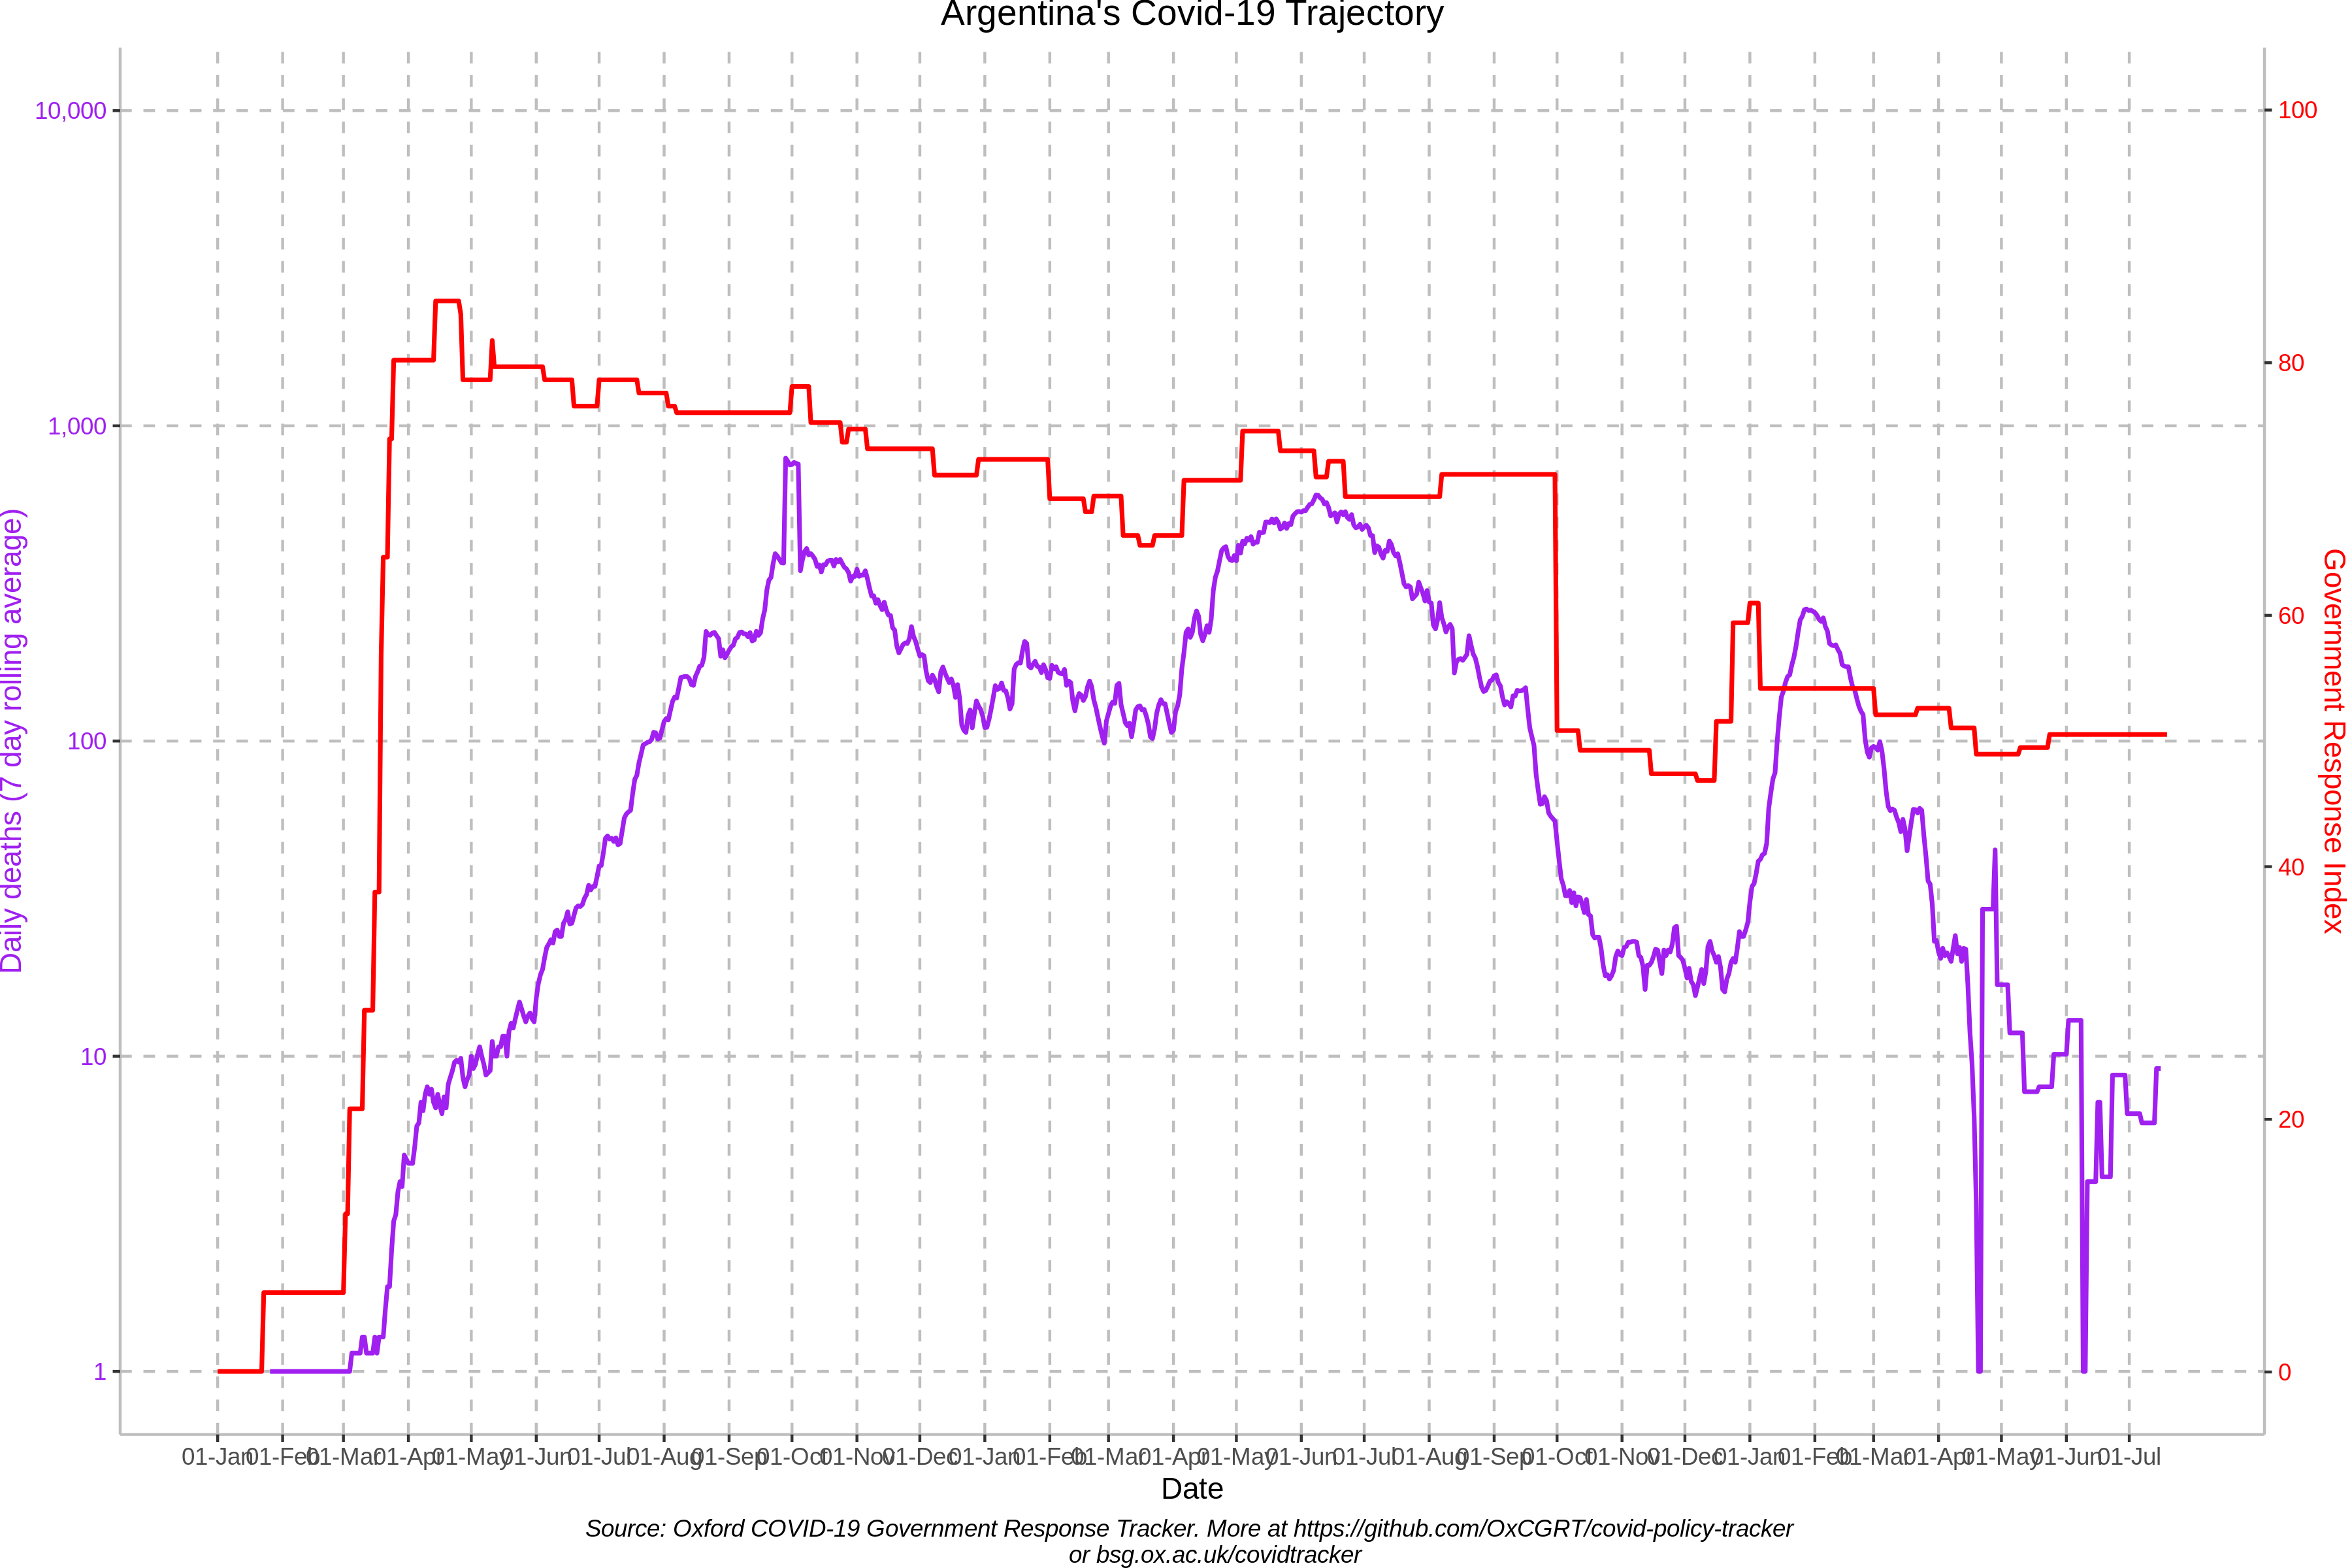 Argentina's Covid-19 Trajectory
10,000
1,000
100
10
1
Daily deaths (7 day rolling average)
100
80
60
40
20
0
Government Response Index
01-Jan 01-Feb 01-Mar 01-Apr 01-May 01-Jun 01-Jul 01-Aug 01-Sep 01-Oct 01-Nov 01-Dec 01-Jan 01-Feb 01-Mar 01-Apr 01-May 01-Jun 01-Jul 01-Aug 01-Sep 01-Oct 01-Nov 01-Dec 01-Jan 01-Feb 01-Mar 01-Apr 01-May 01-Jun 01-Jul
Date
Source: Oxford COVID-19 Government Response Tracker. More at https://github.com/OxCGRT/covid-policy-tracker
or bsg.ox.ac.uk/covidtracker